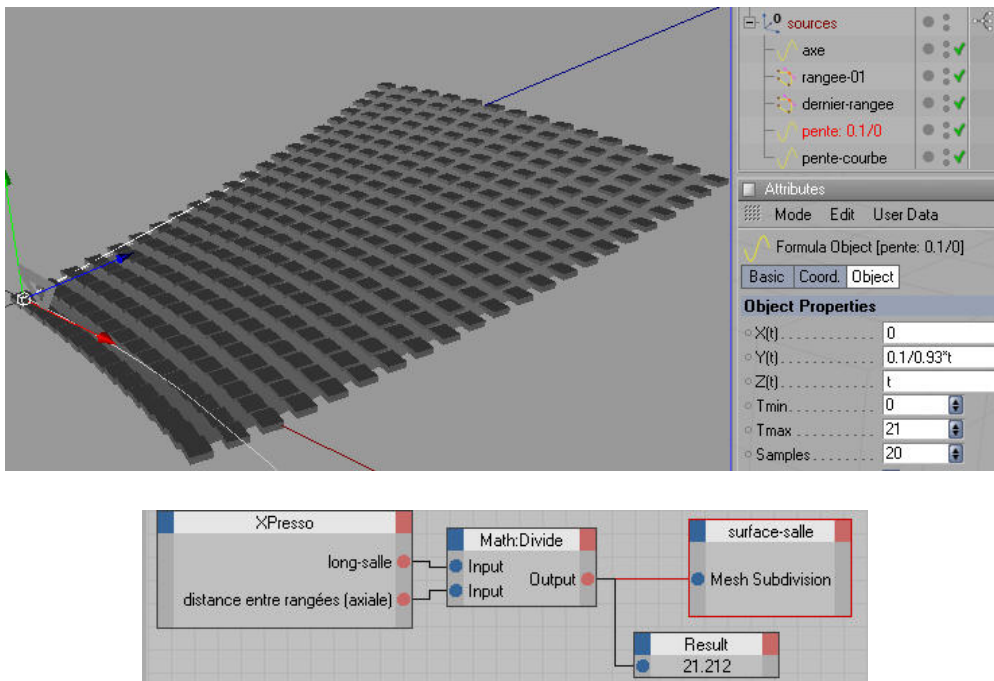 0 sources
axe
rangee-01
dernier-rangee
pente: 0.1/0
pente-courbe
Attributes
Mode Edit User Data
Formula Object [pente: 0.1/0]
Basic Coord. Object
Object Properties
X(t) 0
Y(t) 0.1/0.93*t
Z(t) t
Tmin 0
Tmax 21
Samples 20
XPresso
long-salle
distance entre rangées (axiale)
Math:Divide
Input
Output
Input
surface-salle
Mesh Subdivision
Result
21.212